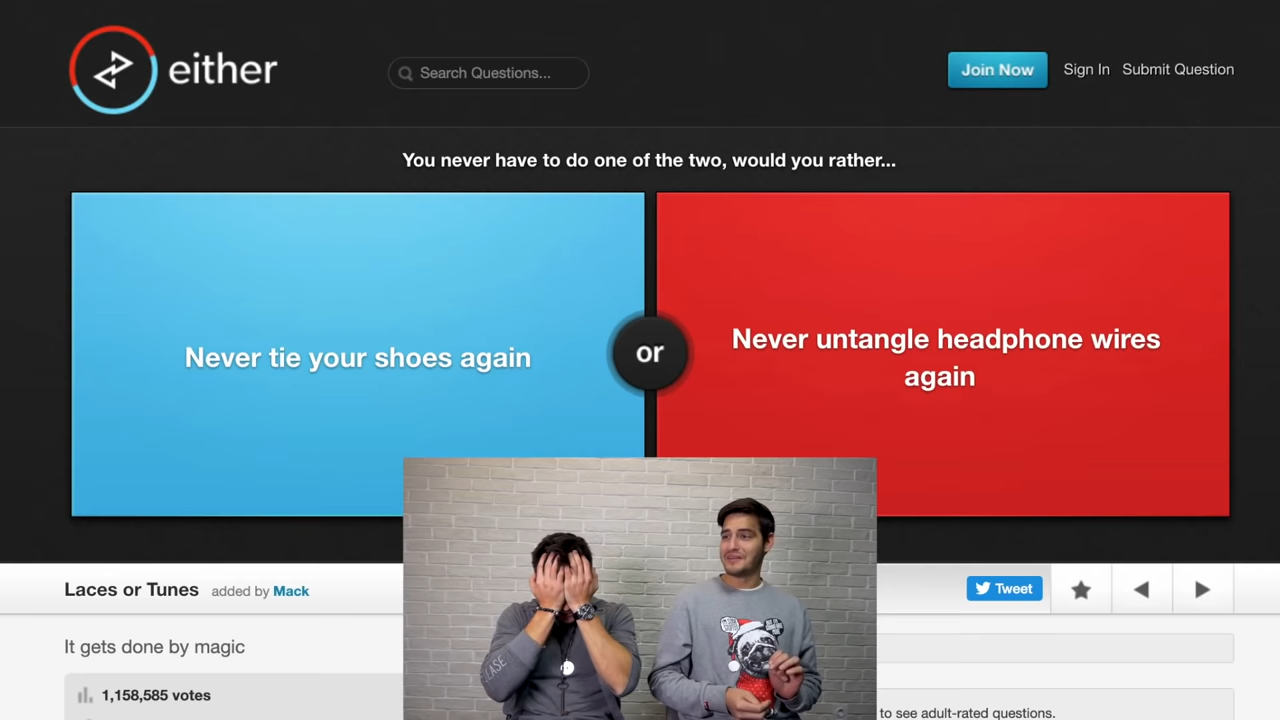 either
Search Questions...
Join Now
Sign In
Submit Question
You never have to do one of the two, would you rather...
Never tie your shoes again
or
Never untangle headphone wires
again
Laces or Tunes
added by Mack
Tweet
It gets done by magic
1,158,585 votes
to see adult-rated questions.